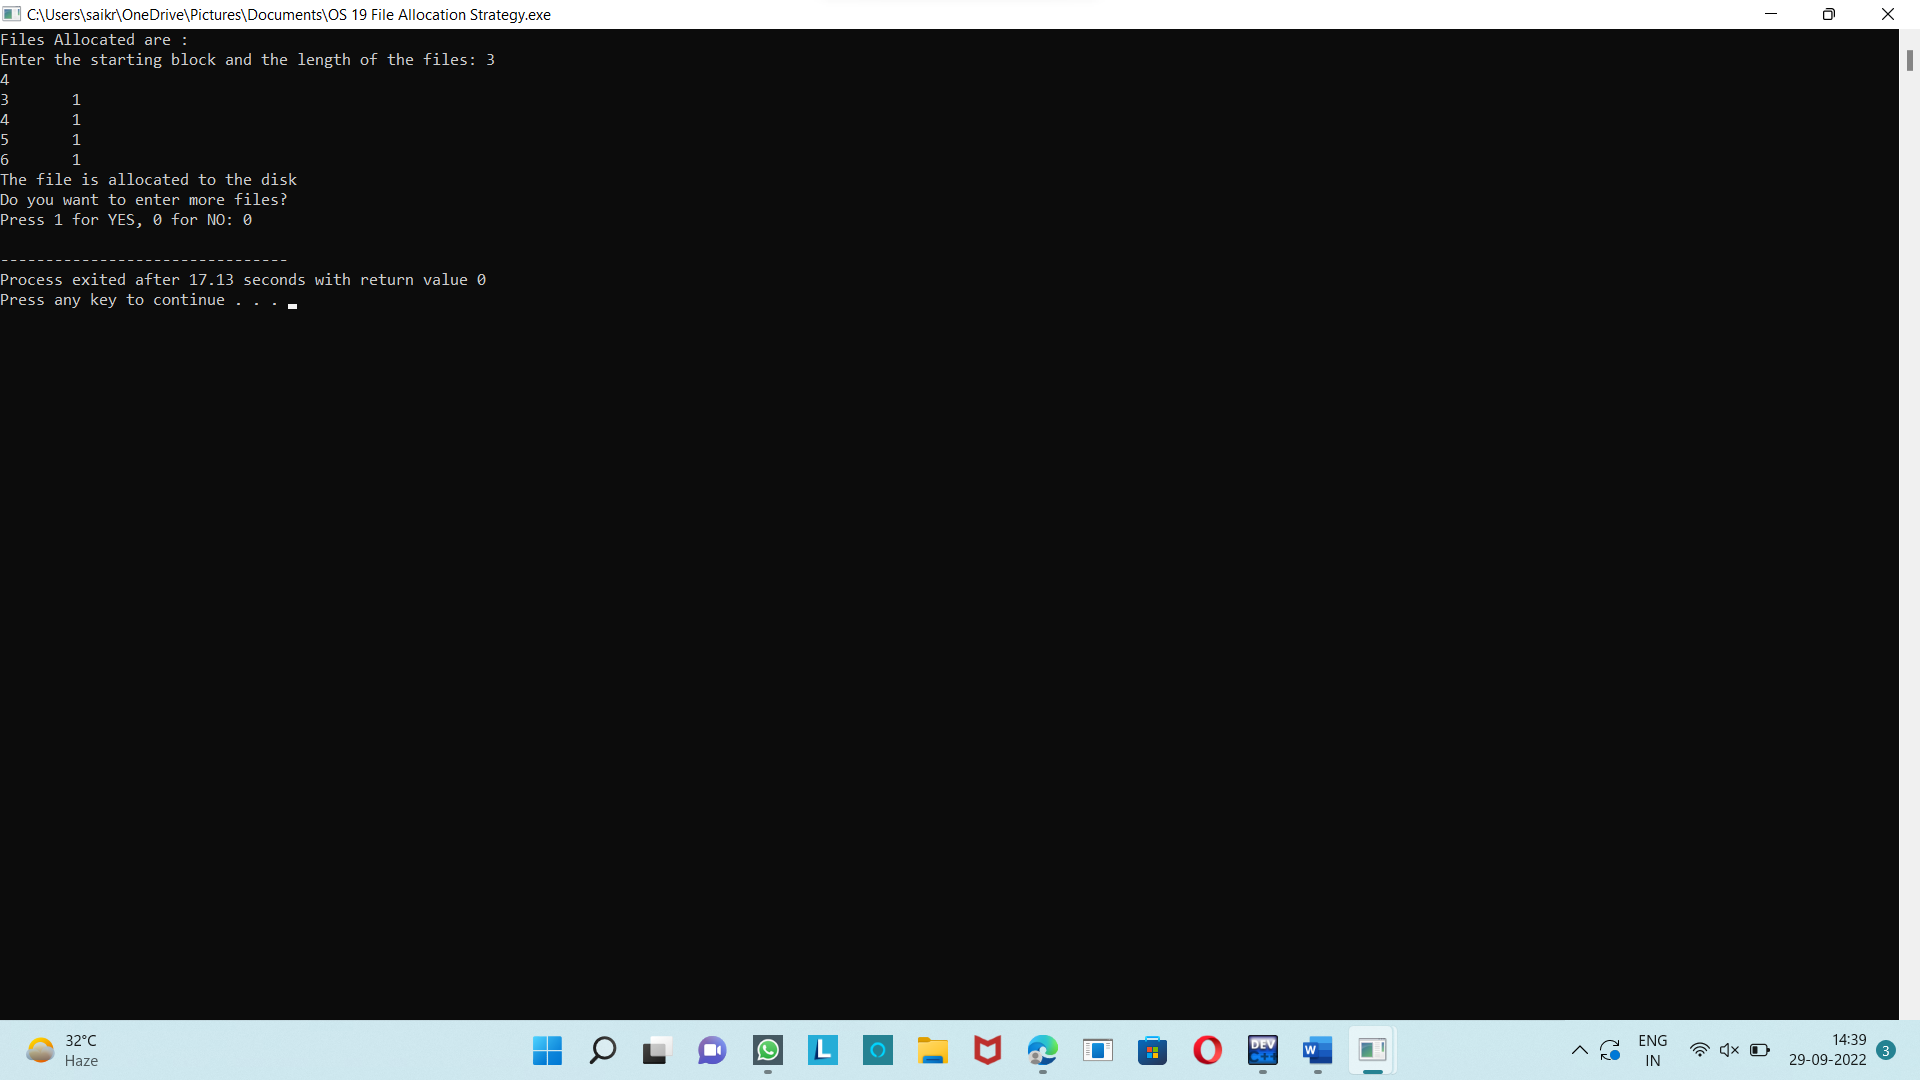 C:\Users\saikr\OneDrive\Pictures\Documents\OS 19 File Allocation Strategy.exe
Files Allocated are :
Enter the starting block and the length of the files: 3
4
3 1
4 1
5 1
6 1
The file is allocated to the disk
Do you want to enter more files?
Press 1 for YES, 0 for NO: 0
--------------------------------
Process exited after 17.13 seconds with return value 0
Press any key to continue . . .
32°C
Haze
L
DEV
C++
W
ENG
IN
14:39
29-09-2022
3